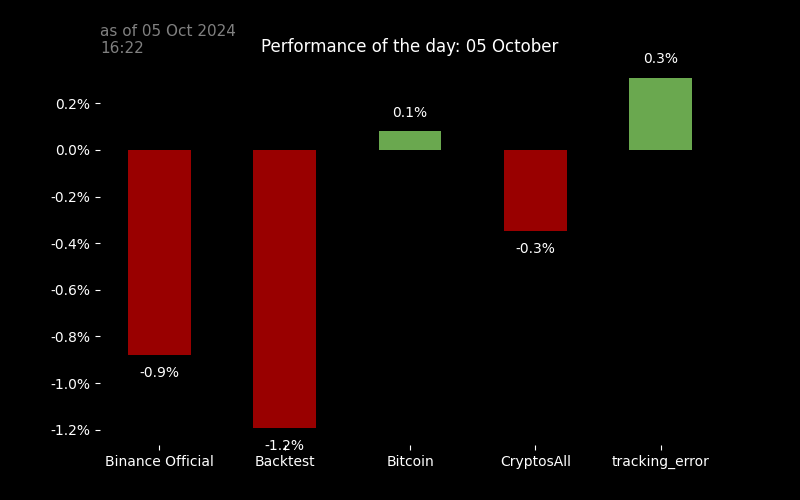 as of 05 Oct 2024
16:22
Performance of the day: 05 October
0.3%
0.2%
0.1%
0.0%
-0.2%
-0.3%
-0.4%
-0.6%
-0.8%
-0.9%
-1.0%
-1.2%
-1.2%
Binance Official
Backtest
Bitcoin
CryptosAll
tracking_error